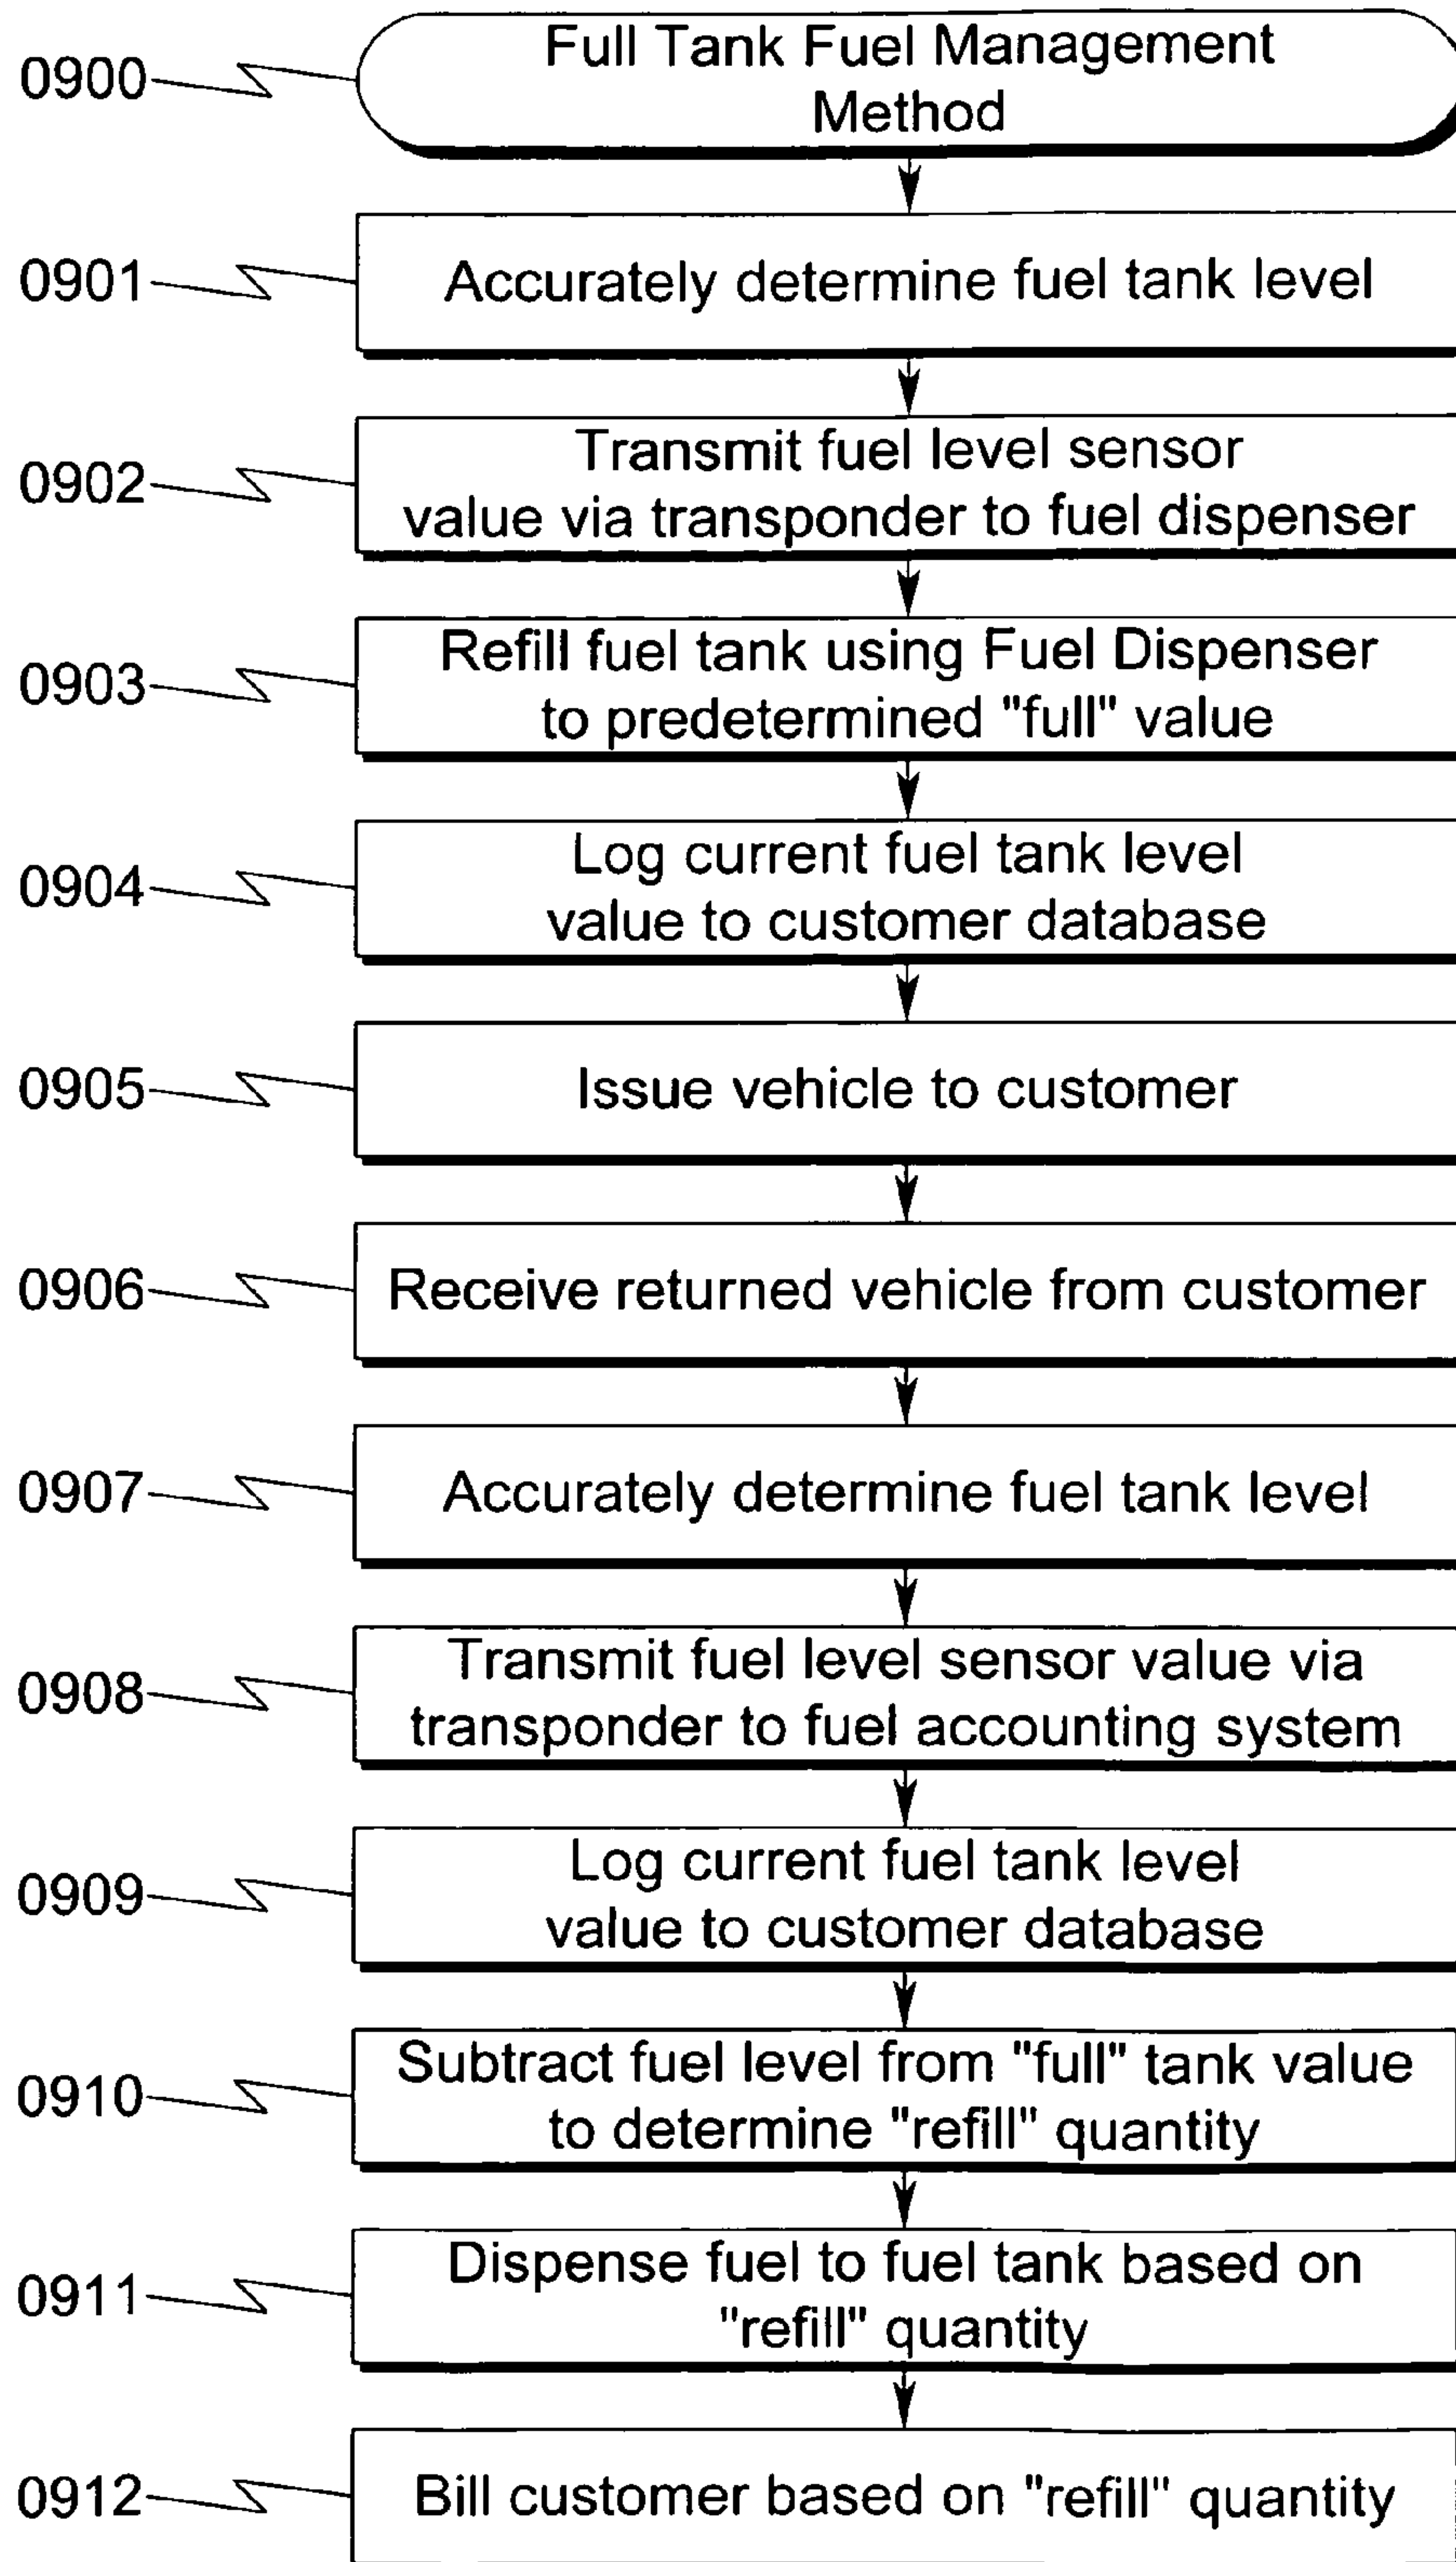 0900
Full Tank Fuel Management
Method
0901
Accurately determine fuel tank level
0902
Transmit fuel level sensor
value via transponder to fuel dispenser
0903
Refill fuel tank using Fuel Dispenser
to predetermined "full" value
0904
Log current fuel tank level
value to customer database
0905
Issue vehicle to customer
0906
Receive returned vehicle from customer
0907
Accurately determine fuel tank level
0908
Transmit fuel level sensor value via
transponder to fuel accounting system
0909
Log current fuel tank level
value to customer database
0910
Subtract fuel level from "full" tank value
to determine "refill" quantity
0911
Dispense fuel to fuel tank based on
"refill" quantity
0912
Bill customer based on "refill" quantity